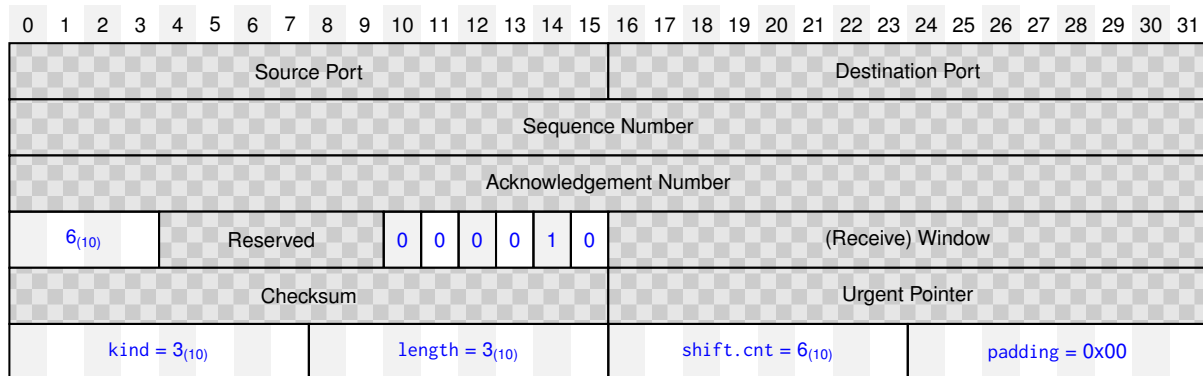 0 1 2 3 4 5 6 7 8 9 10 11 12 13 14 15 16 17 18 19 20 21 22 23 24 25 26 27 28 29 30 31
Source Port Destination Port
Sequence Number
Acknowledgement Number
6(10) Reserved 0 0 0 0 1 0 (Receive) Window
Checksum Urgent Pointer
kind = 3(10) length = 3(10) shift.cnt = 6(10) padding = 0x00